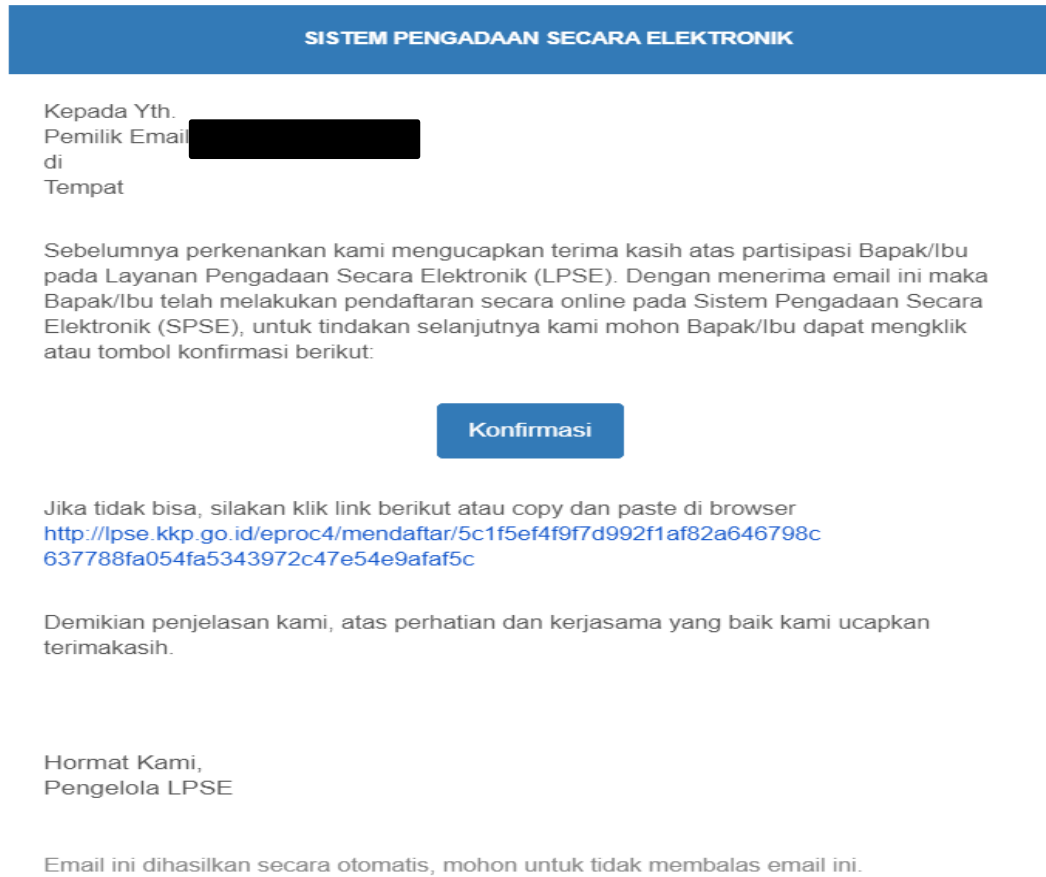 SISTEM PENGADAAN SECARA ELEKTRONIK
Kepada Yth.
Pemilik Email
di
Tempat
Sebelumnya perkenankan kami mengucapkan terima kasih atas partisipasi Bapak/Ibu
pada Layanan Pengadaan Secara Elektronik (LPSE). Dengan menerima email ini maka
Bapak/Ibu telah melakukan pendaftaran secara online pada Sistem Pengadaan Secara
Elektronik (SPSE), untuk tindakan selanjutnya kami mohon Bapak/Ibu dapat mengklik
atau tombol konfirmasi berikut:
Konfirmasi
Jika tidak bisa, silakan klik link berikut atau copy dan paste di browser
http://lpse.kkp.go.id/eproc4/mendaftar/5c1f5ef4f9f7d992f1af82a646798c
637788fa054fa5343972c47e54e9afaf5c
Demikian penjelasan kami, atas perhatian dan kerjasama yang baik kami ucapkan
terimakasih.
Hormat Kami,
Pengelola LPSE
Email ini dihasilkan secara otomatis, mohon untuk tidak membalas email ini.